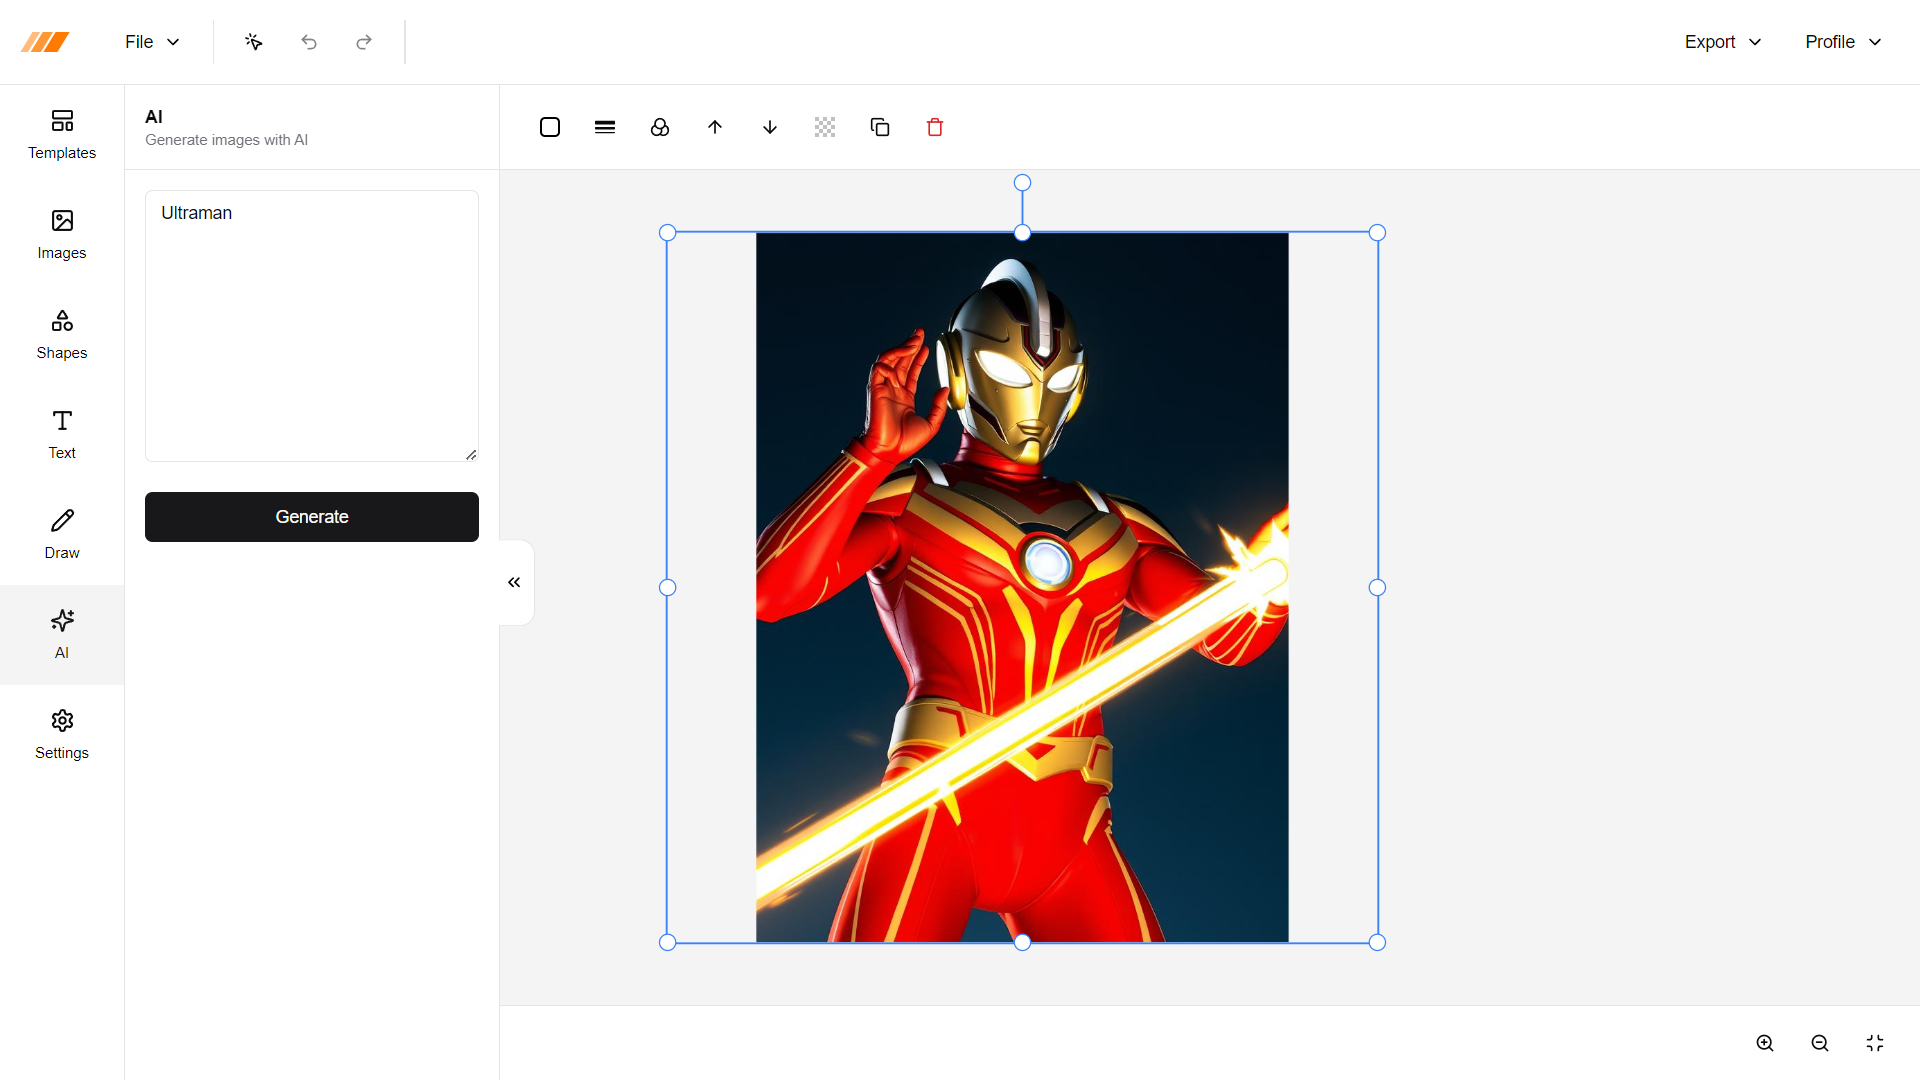 File
Export
Profile
Templates
Images
Shapes
Text
Draw
AI
Settings
AI
Generate images with AI
Ultraman
Generate